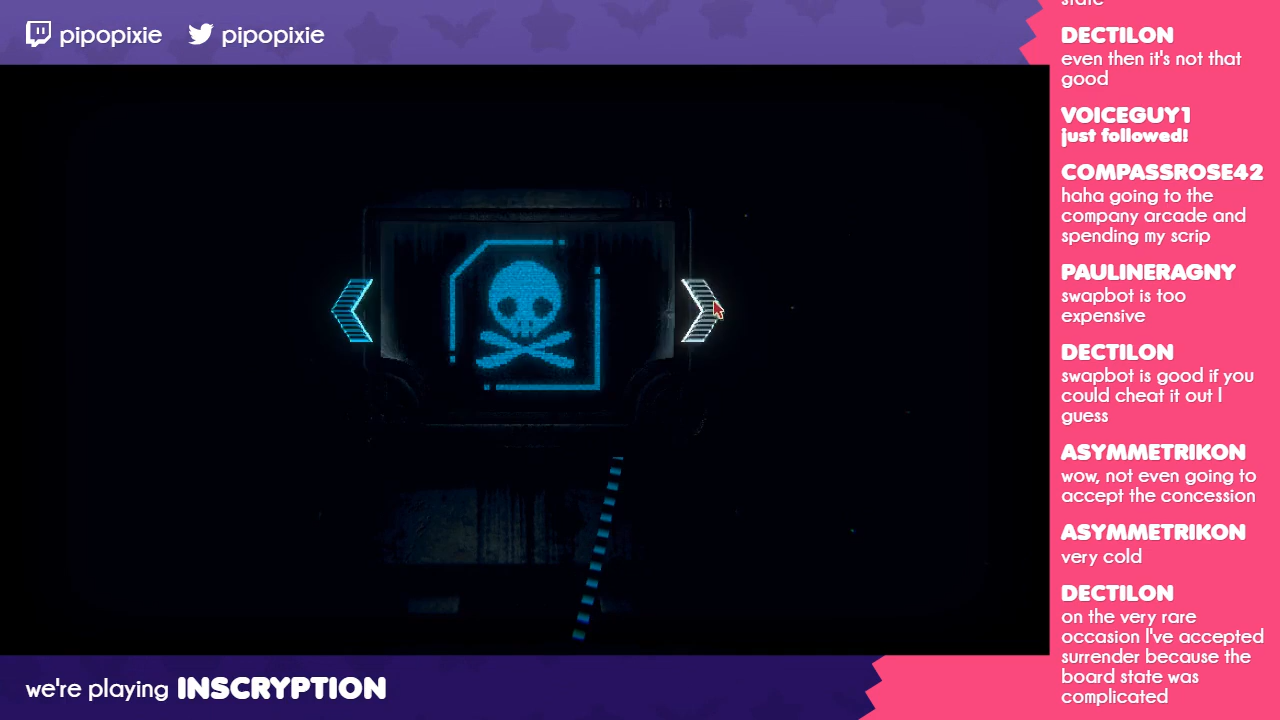 pipopixie pipopixie
state
DECTILON
even then it's not that
good
VOICEGUY1
just followed!
COMPASSROSE42
haha going to the
company arcade and
spending my scrip
PAULINERAGNY
swapbot is too
expensive
DECTILON
swapbot is good if you
could cheat it out I
guess
ASYMMETRIKON
wow, not even going to
accept the concession
ASYMMETRIKON
very cold
DECTILON
on the very rare
occasion I've accepted
surrender because the
board state was
complicated
we're playing INSCRYPTION